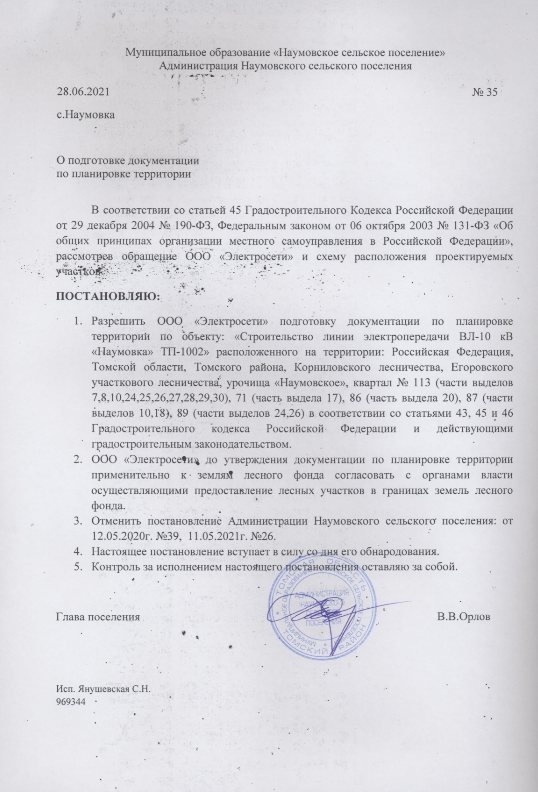 Муниципальное образование «Наумовское сельское поселение»
Администрация Наумовского сельского поселения
28.06.2021 № 35
с.Наумовка
О подготовке документации
по планировке территории
В соответствии со статьей 45 Градостроительного Кодекса Российской Федерации
от 29 декабря 2004 № 190-ФЗ, Федеральным законом от 06 октября 2003 № 131-ФЗ «Об
общих принципах организации местного самоуправления в Российской Федерации»,
рассмотрев обращение ООО «Электросети» и схему расположения проектируемых
участков
ПОСТАНОВЛЯЮ:
1. Разрешить ООО «Электросети» подготовку документации по планировке
территории по объекту: «Строительство линии электропередачи ВЛ-10 кВ
«Наумовка» ТП-1002» расположенного на территории: Российская Федерация,
Томской области, Томского района, Корниловского лесничества, Егоровского
участкового лесничества, урочища «Наумовское», квартал № 113 (части выделов
7,8,10,24,25,26,27,28,29,30), 71 (часть выдела 17), 86 (часть выдела 20), 87 (части
выделов 10,18), 89 (части выделов 24,26) в соответствии со статьями 43, 45 и 46
Градостроительного кодекса Российской Федерации и действующими
градостроительным законодательством.
2. ООО «Электросети» до утверждения документации по планировке территории
применительно к землям лесного фонда согласовать с органами власти
осуществляющими предоставление лесных участков в границах земель лесного
фонда.
3. Отменить постановление Администрации Наумовского сельского поселения: от
12.05.2020г. №39, 11.05.2021г. №26.
4. Настоящее постановление вступает в силу со дня его обнародования.
5. Контроль за исполнением настоящего постановления оставляю за собой.
ТОМСКАЯ ОБЛАСТЬ
АДМИНИСТРАЦИЯ
ТОМСКИЙ РАЙОН
Глава поселения В.В.Орлов
Исп. Янушевская С.Н.
969344